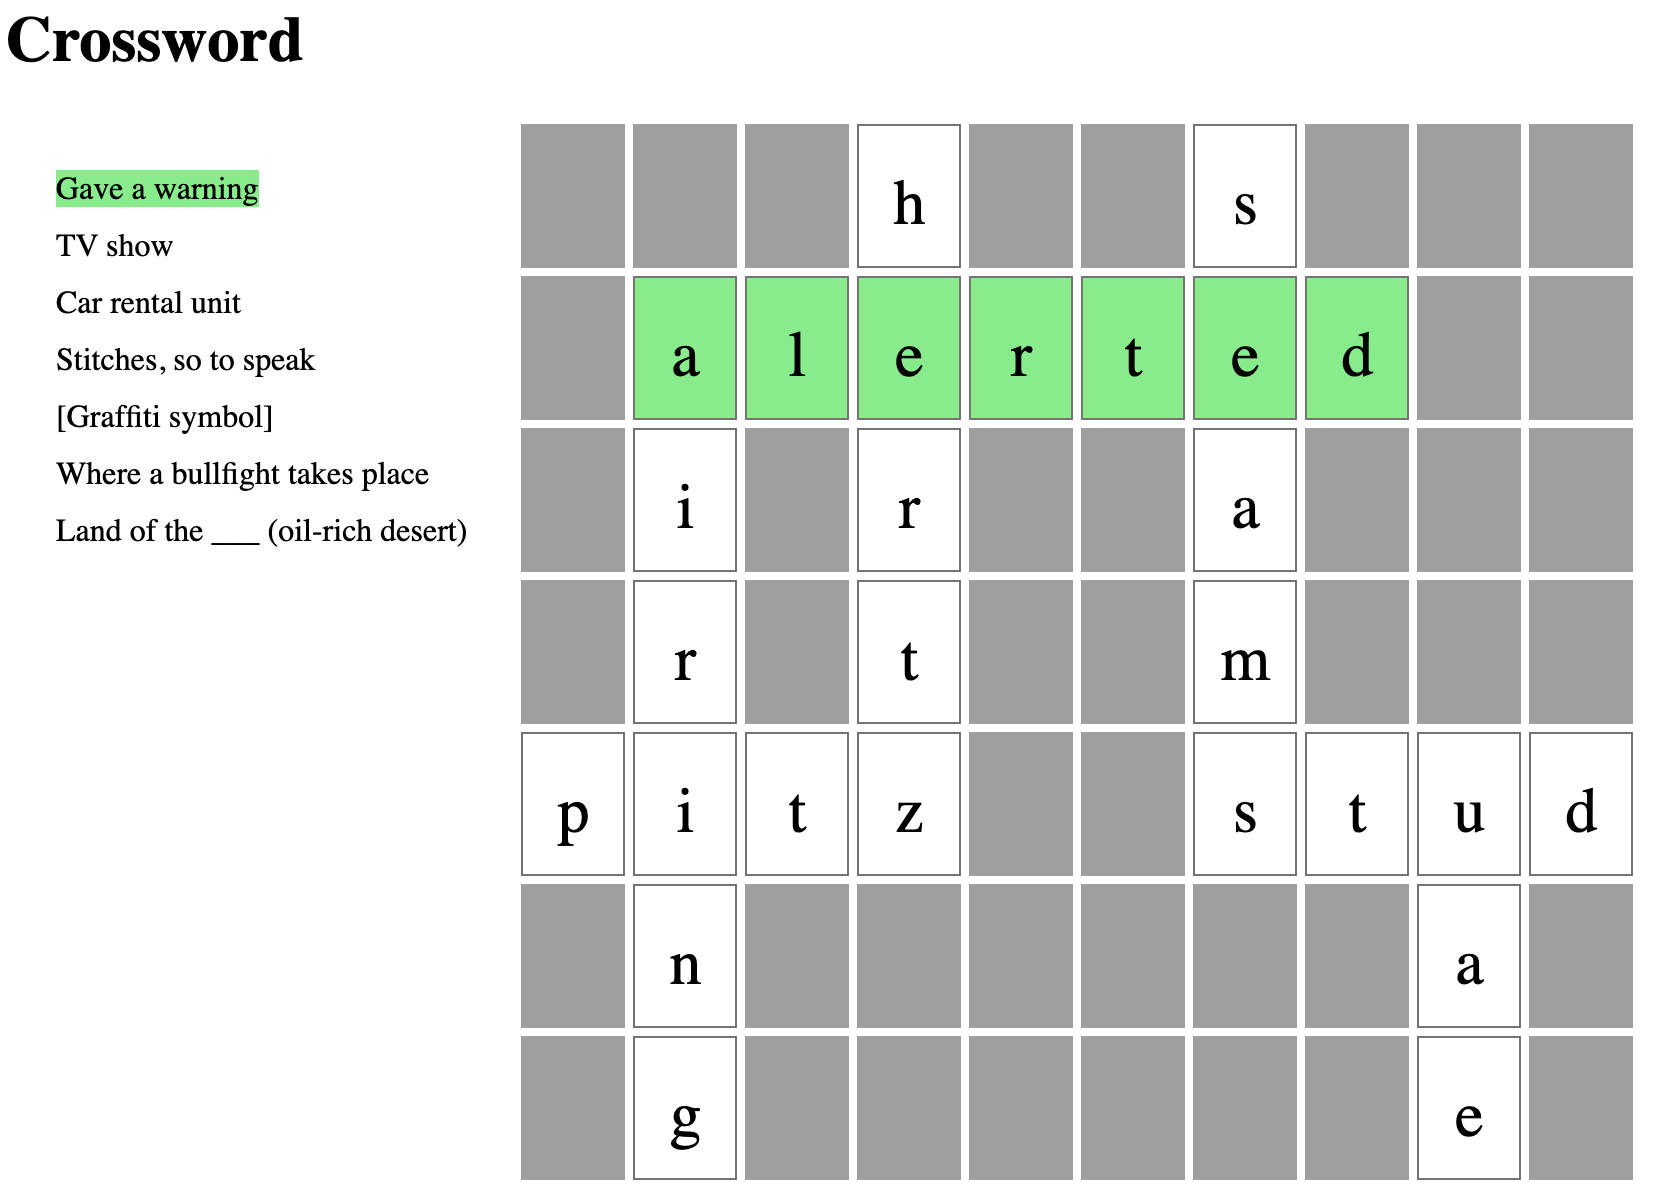 Crossword
Gave a warning
TV show
Car rental unit
Stitches, so to speak
[Graffiti symbol]
Where a bullfight takes place
Land of the ___ (oil-rich desert)
h s
a l e r t e d
i r a
r t m
p i t z s t u d
n a
g e